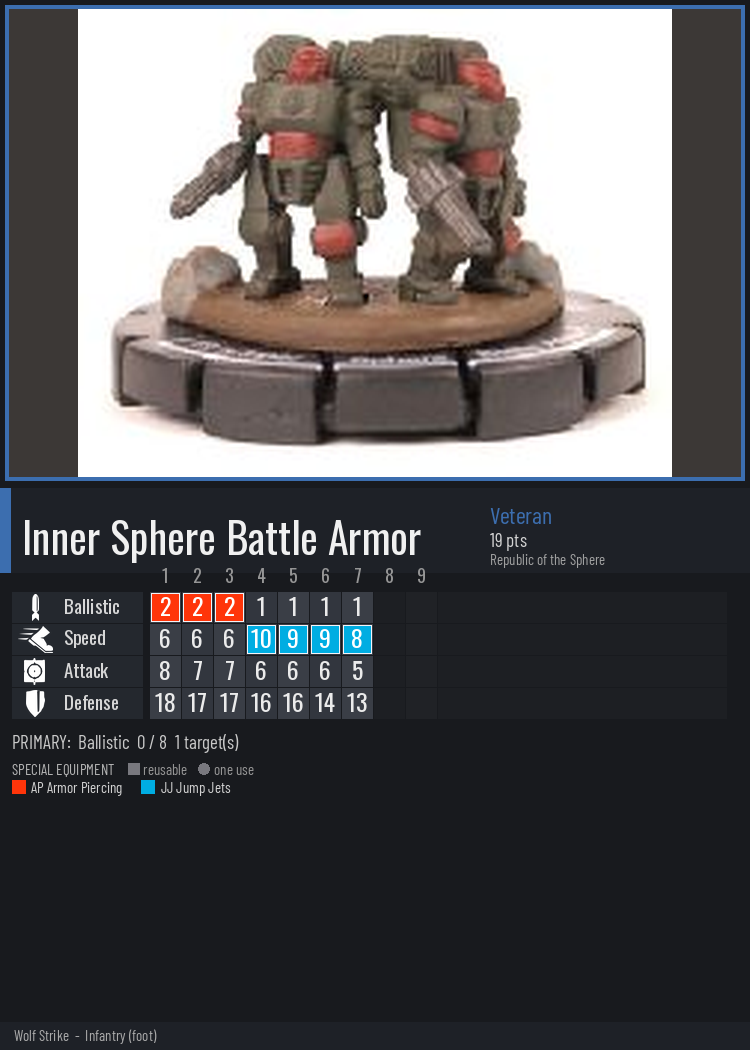 Inner Sphere Battle Armor
Veteran
19 pts
Republic of the Sphere
1 2 3 4 5 6 7 8 9
Ballistic 2 2 2 1 1 1 1
Speed 6 6 6 10 9 9 8
Attack 8 7 7 6 6 6 5
Defense 18 17 17 16 16 14 13
PRIMARY: Ballistic 0 / 8 1 target(s)
SPECIAL EQUIPMENT reusable one use
AP Armor Piercing JJ Jump Jets
Wolf Strike - Infantry (foot)